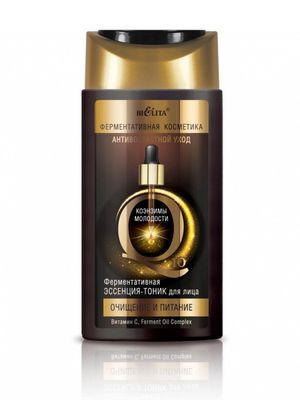 BIELITA®
ФЕРМЕНТАТИВНАЯ КОСМЕТИКА
АНТИВОЗРАСТНОЙ УХОД
КОЭНЗИМЫ
МОЛОДОСТИ
Q10
Ферментативная
ЭССЕНЦИЯ-ТОНИК для лица
ОЧИЩЕНИЕ И ПИТАНИЕ
Витамин C, Ferment Oil Complex